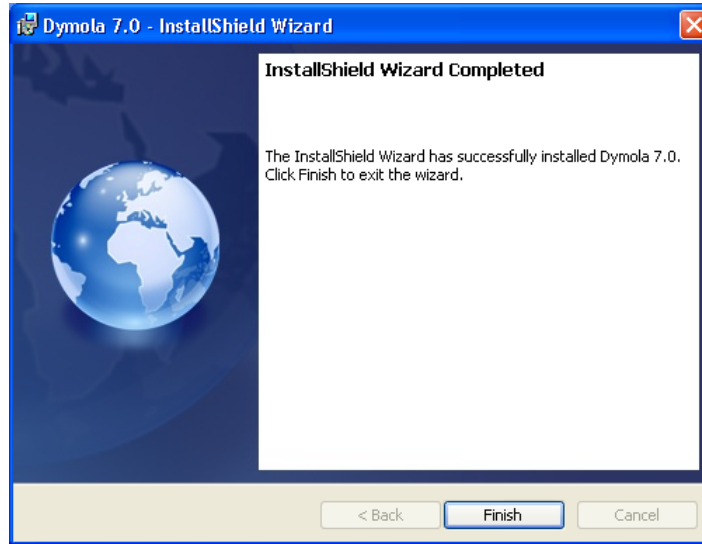 Dymola 7.0 - InstallShield Wizard
InstallShield Wizard Completed
The InstallShield Wizard has successfully installed Dymola 7.0.
Click Finish to exit the wizard.
< Back Finish Cancel